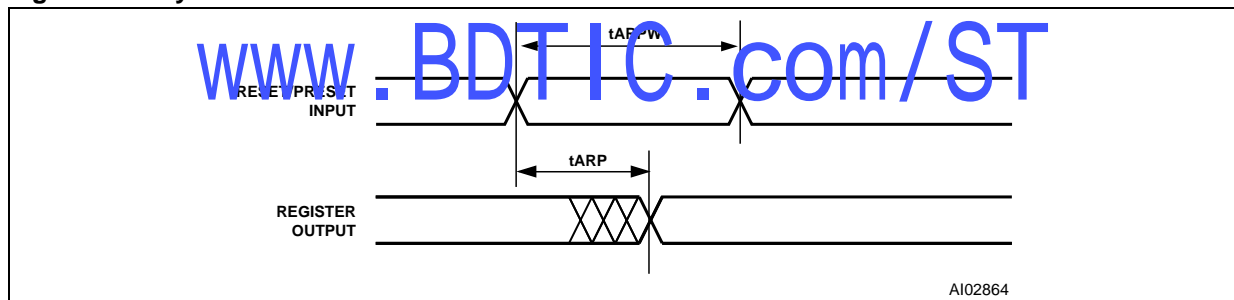 tARPW
www.BDTIC.com/ST
RESET/PRESET
INPUT
tARP
REGISTER
OUTPUT
AI02864